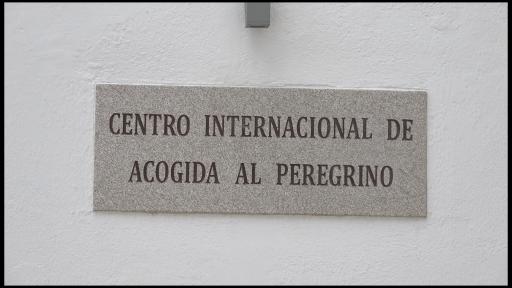 CENTRO INTERNACIONAL DE
ACOGIDA AL PEREGRINO